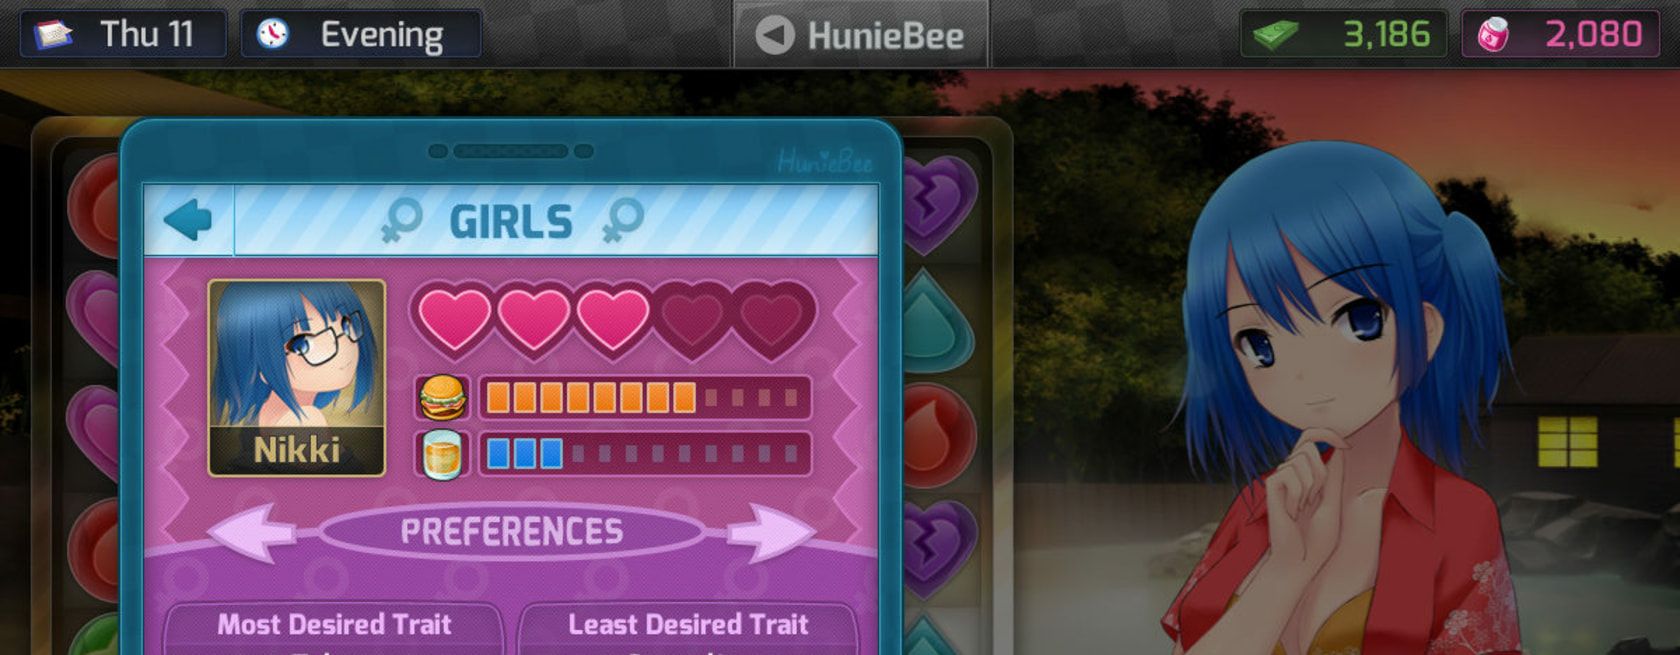 Thu 11
Evening
HunieBee
3,186
2,080
HunieBee
GIRLS
Nikki
PREFERENCES
Most Desired Trait
Least Desired Trait